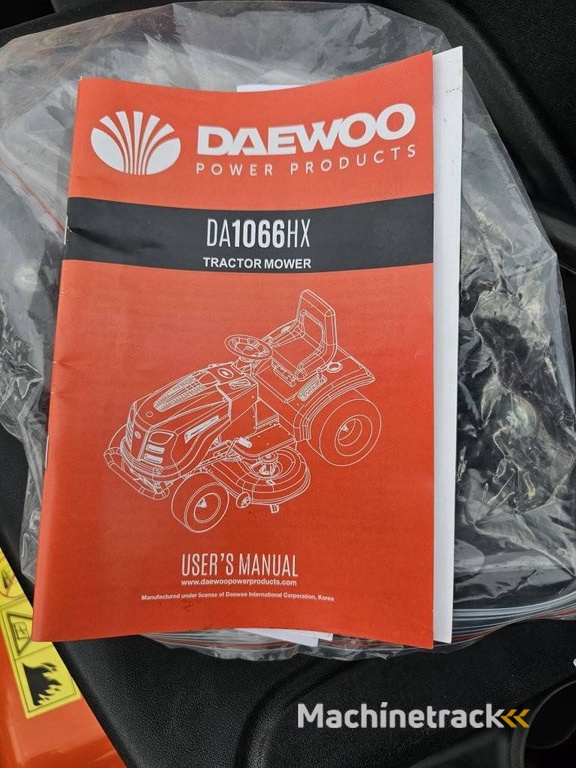 DAEWOO
POWER PRODUCTS
DA1066HX
TRACTOR MOWER
USER'S MANUAL
www.daewoopowerproducts.com
Manufactured under license of Daewoo International Corporation, Korea
Machinetrack